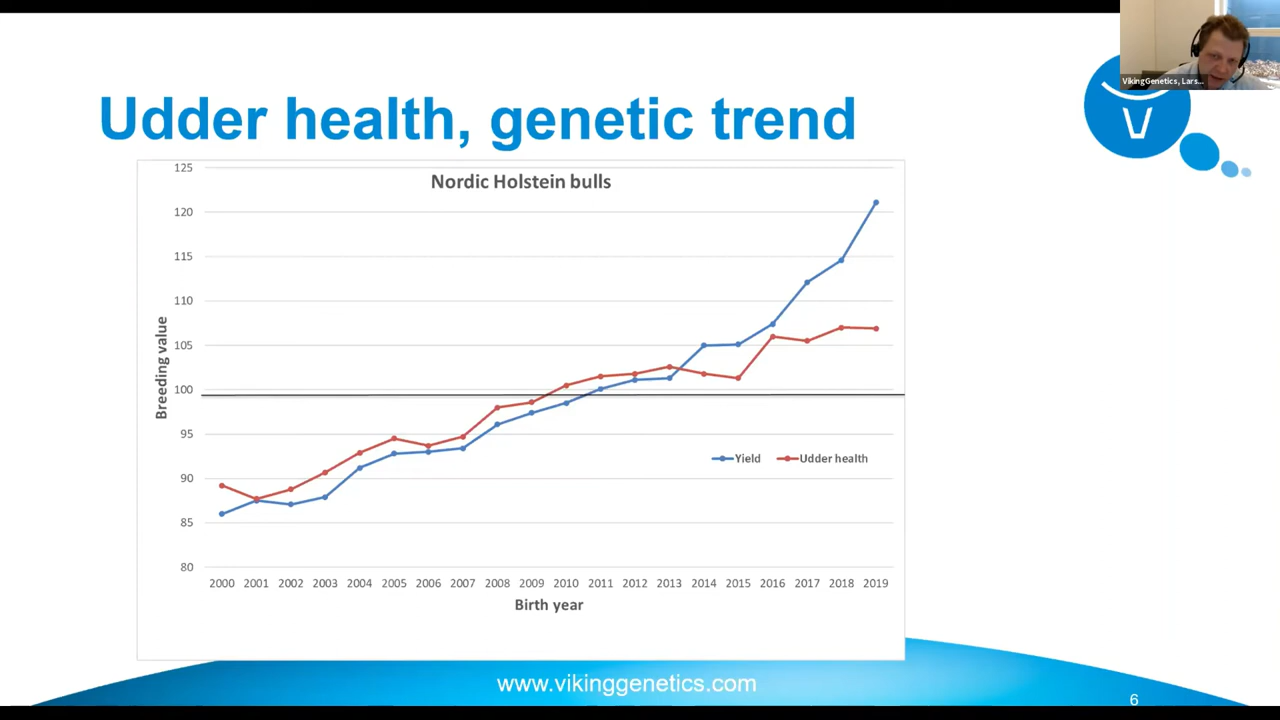 VikingGenetics, Lars...
Udder health, genetic trend
Nordic Holstein bulls
125
120
115
110
105
100
95
90
85
80
Breeding value
Yield Udder health
2000 2001 2002 2003 2004 2005 2006 2007 2008 2009 2010 2011 2012 2013 2014 2015 2016 2017 2018 2019
Birth year
www.vikinggenetics.com
6